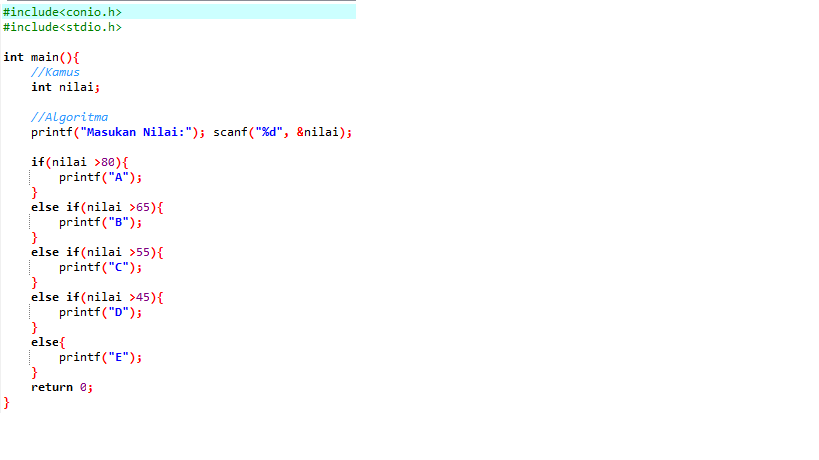 #include<conio.h>
#include<stdio.h>
int main(){
//Kamus
int nilai;
//Algoritma
printf("Masukan Nilai:"); scanf("%d", &nilai);
if(nilai >80){
printf("A");
}
else if(nilai >65){
printf("B");
}
else if(nilai >55){
printf("C");
}
else if(nilai >45){
printf("D");
}
else{
printf("E");
}
return 0;
}